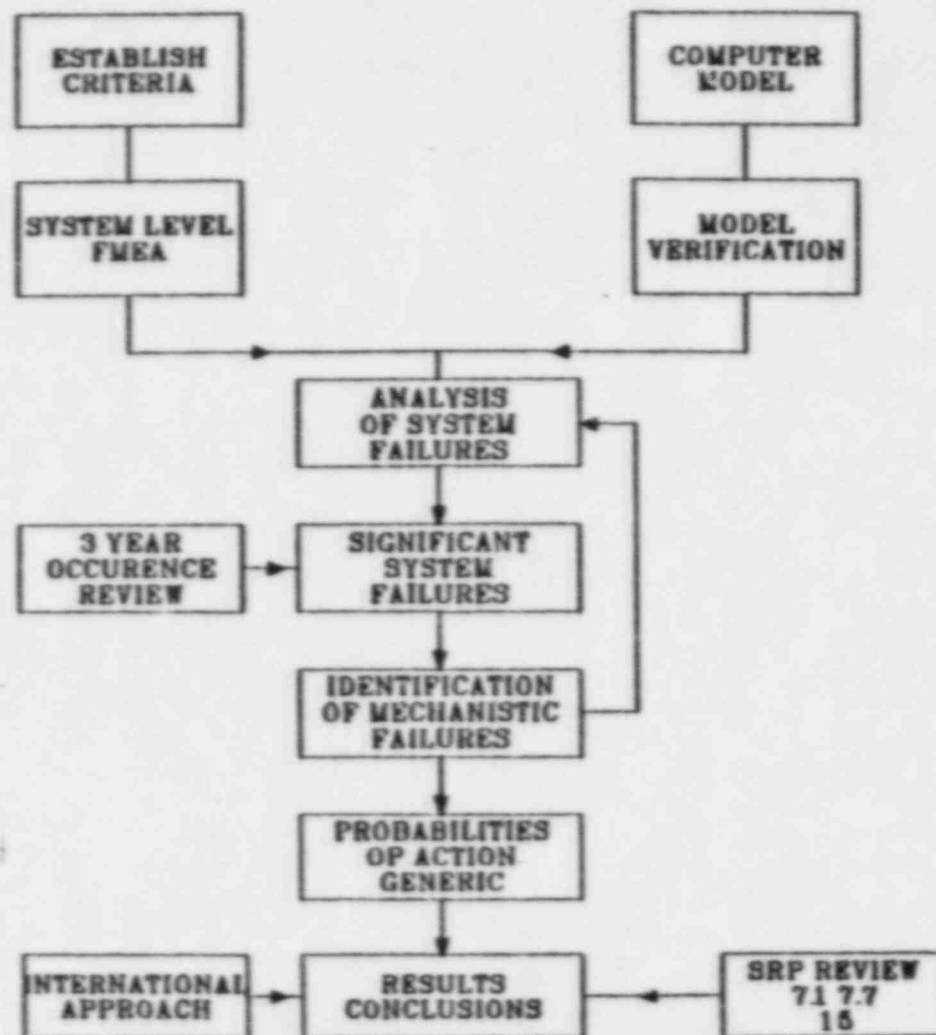 ESTABLISH
CRITERIA
COMPUTER
MODEL
SYSTEM LEVEL
FMEA
MODEL
VERIFICATION
ANALYSIS
OF SYSTEM
FAILURES
3 YEAR
OCCURENCE
REVIEW
SIGNIFICANT
SYSTEM
FAILURES
IDENTIFICATION
OF MECHANISTIC
FAILURES
PROBABILITIES
OP ACTION
GENERIC
INTERNATIONAL
APPROACH
RESULTS
CONCLUSIONS
SRP REVIEW
7.1 7.7
15